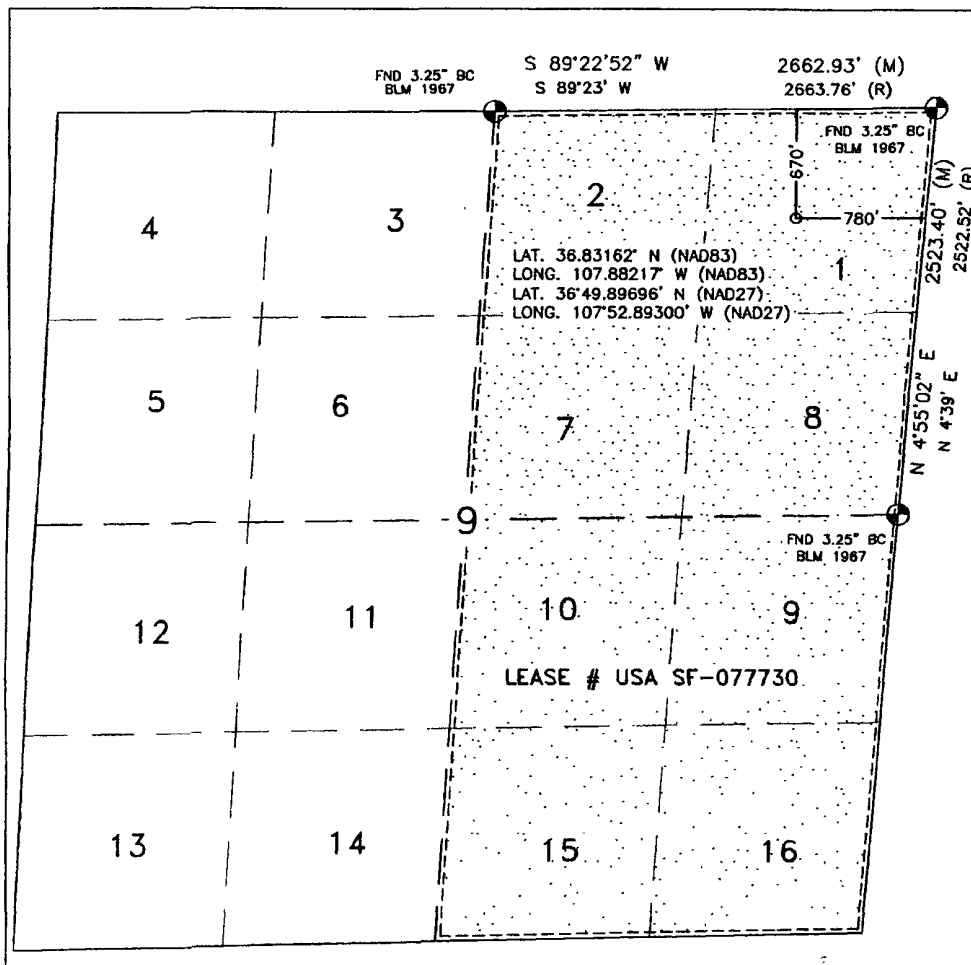 S 89°22'52" W 2662.93' (M)
S 89°23' W 2663.76' (R)
FND 3.25" BC
BLM 1967
FND 3.25" BC
BLM 1967
670'
780'
2523.40' (M)
2522.52' (R)
4
3
2
1
LAT. 36.83162° N (NAD83)
LONG. 107.88217° W (NAD83)
LAT. 36°49.89696' N (NAD27)
LONG. 107°52.89300' W (NAD27)
N 4°55'02" E
N 4°39' E
5
6
7
8
9
FND 3.25" BC
BLM 1967
12
11
10
9
LEASE # USA SF-077730
13
14
15
16